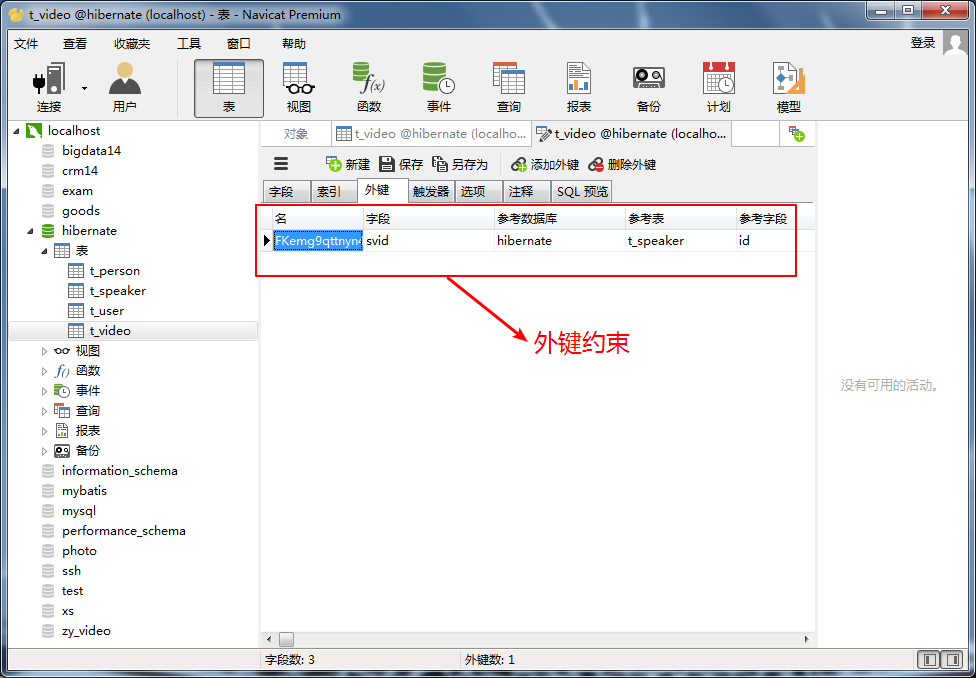 t_video @hibernate (localhost) - 表 - Navicat Premium
文件 查看 收藏夹 工具 窗口 帮助 登录
连接 用户 表 视图 函数 事件 查询 报表 备份 计划 模型
对象 t_video @hibernate (localho... t_video @hibernate (localho...
新建 保存 另存为 添加外键 删除外键
字段 索引 外键 触发器 选项 注释 SQL 预览
名 字段 参考数据库 参考表 参考字段
FKemg9qttnyn4 svid hibernate t_speaker id
外键约束
没有可用的活动。
localhost
bigdata14
crm14
exam
goods
hibernate
表
t_person
t_speaker
t_user
t_video
视图
函数
事件
查询
报表
备份
information_schema
mybatis
mysql
performance_schema
photo
ssh
test
xs
zy_video
字段数: 3 外键数: 1